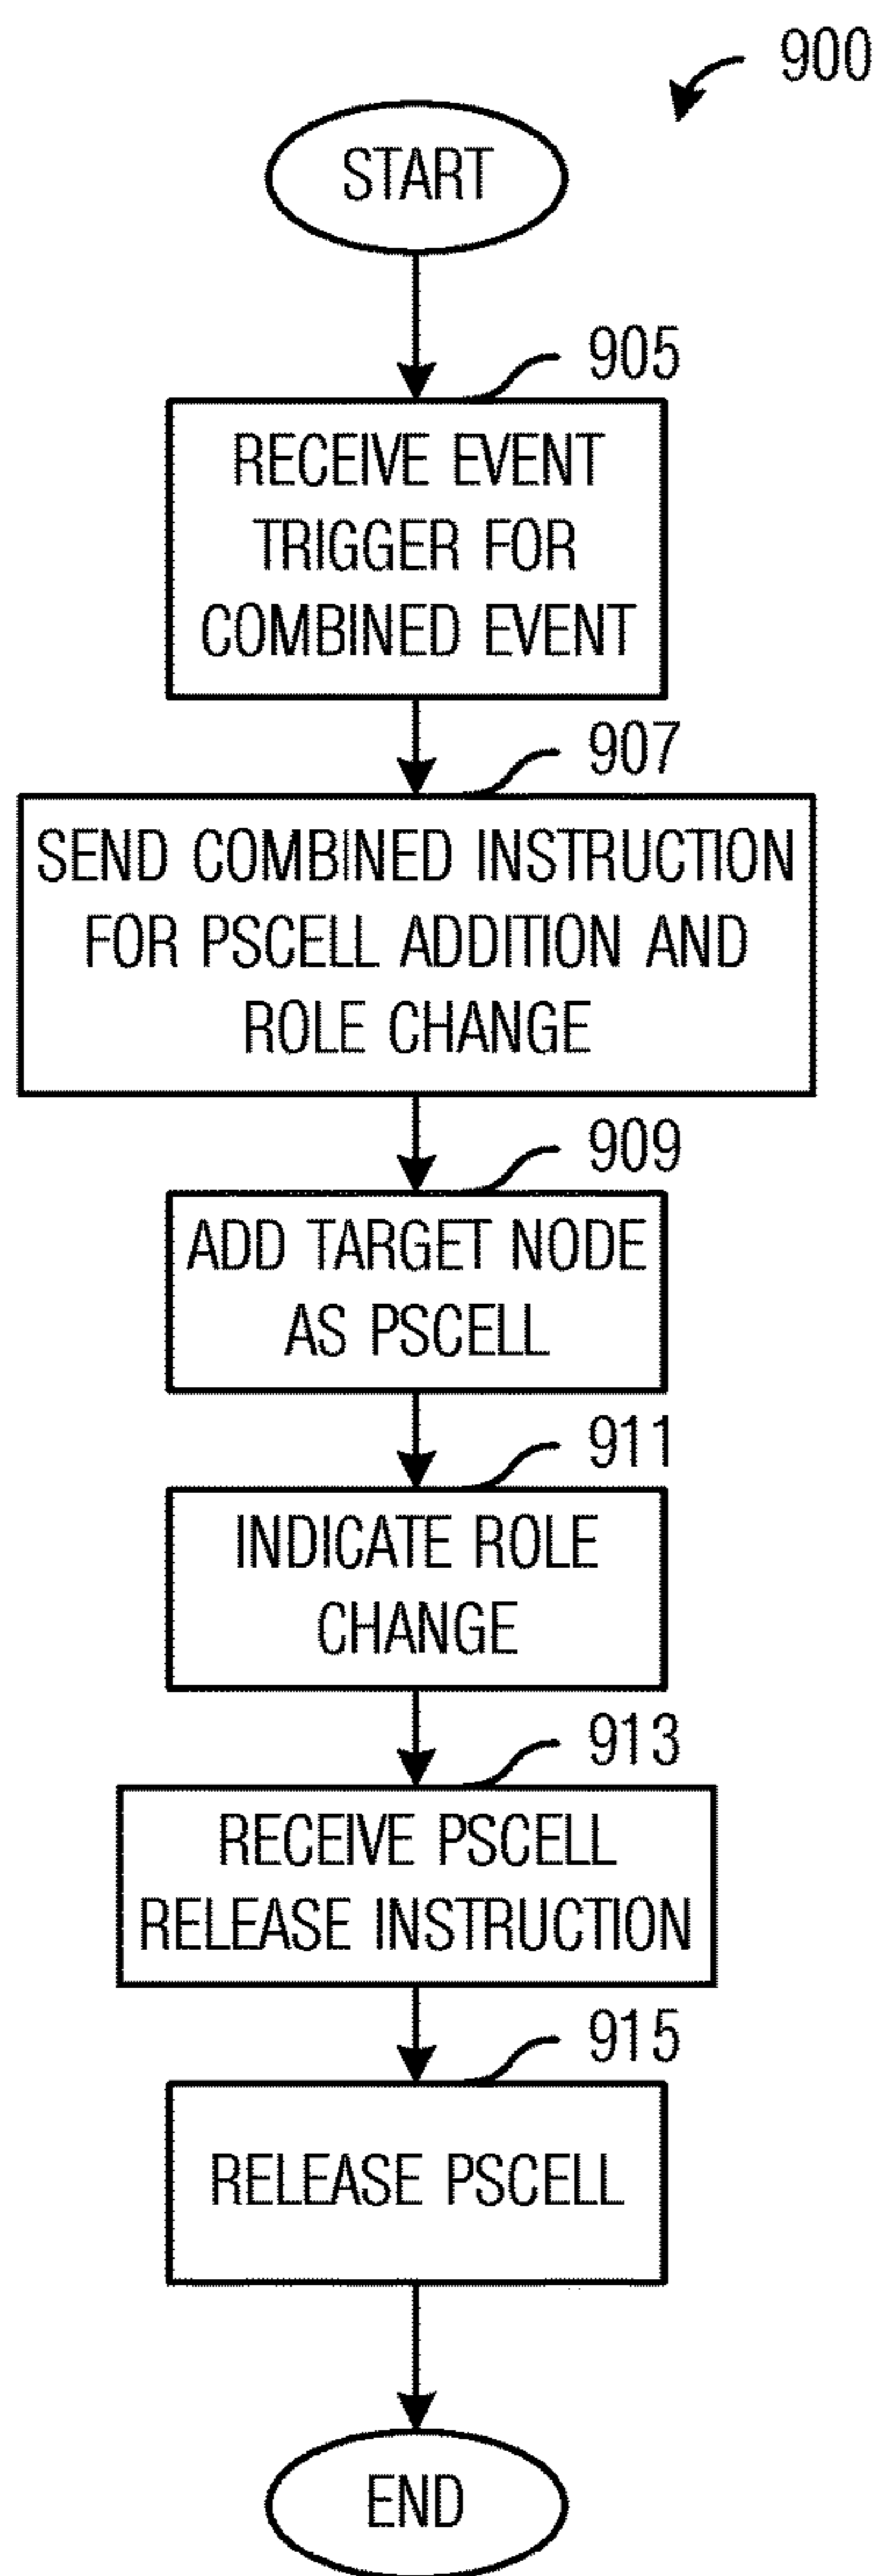 900
START
905
RECEIVE EVENT
TRIGGER FOR
COMBINED EVENT
907
SEND COMBINED INSTRUCTION
FOR PSCELL ADDITION AND
ROLE CHANGE
909
ADD TARGET NODE
AS PSCELL
911
INDICATE ROLE
CHANGE
913
RECEIVE PSCELL
RELEASE INSTRUCTION
915
RELEASE PSCELL
END